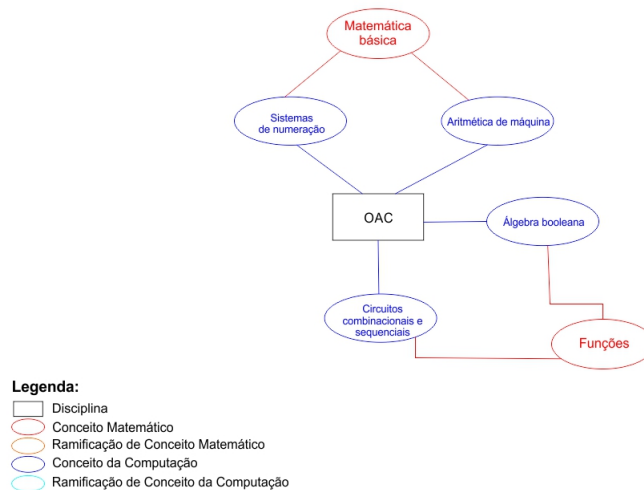 Matemática
básica
Sistemas
de numeração
Aritmética de máquina
OAC
Álgebra booleana
Circuitos
combinacionais e
sequenciais
Funções
Legenda:
Disciplina
Conceito Matemático
Ramificação de Conceito Matemático
Conceito da Computação
Ramificação de Conceito da Computação